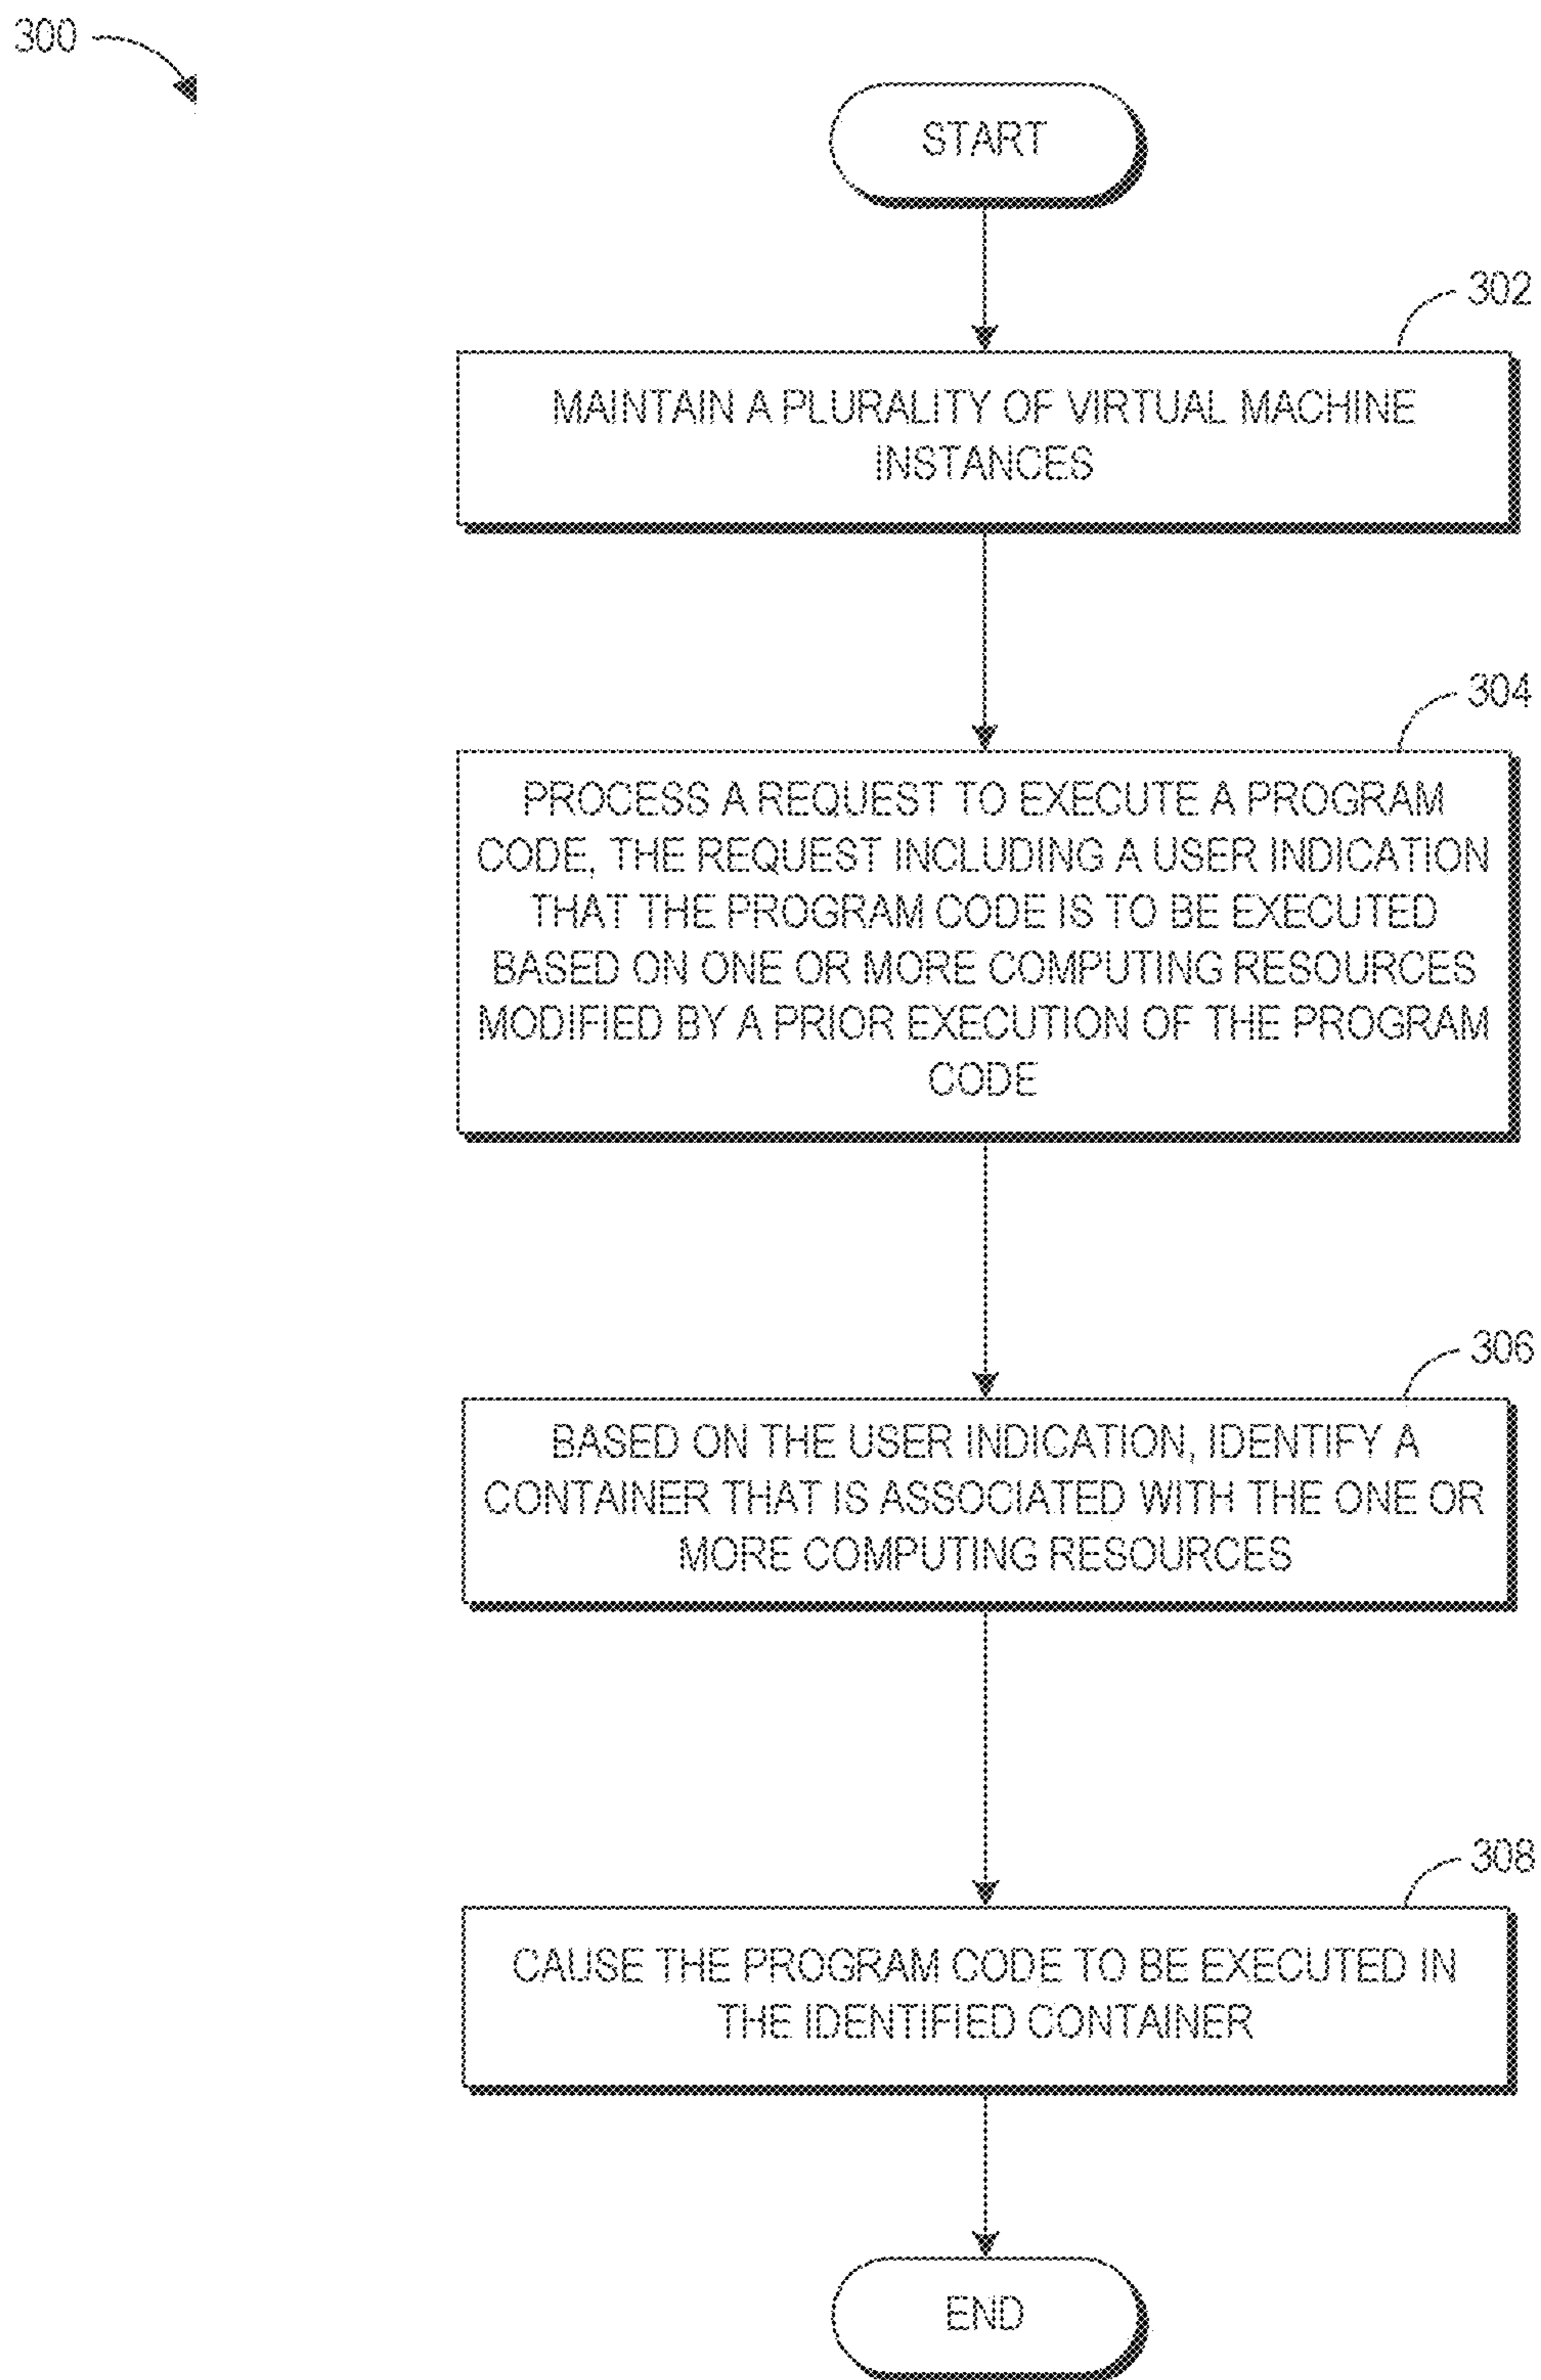 300
START
302
MAINTAIN A PLURALITY OF VIRTUAL MACHINE
INSTANCES
304
PROCESS A REQUEST TO EXECUTE A PROGRAM
CODE, THE REQUEST INCLUDING A USER INDICATION
THAT THE PROGRAM CODE IS TO BE EXECUTED
BASED ON ONE OR MORE COMPUTING RESOURCES
MODIFIED BY A PRIOR EXECUTION OF THE PROGRAM
CODE
306
BASED ON THE USER INDICATION, IDENTIFY A
CONTAINER THAT IS ASSOCIATED WITH THE ONE OR
MORE COMPUTING RESOURCES
308
CAUSE THE PROGRAM CODE TO BE EXECUTED IN
THE IDENTIFIED CONTAINER
END